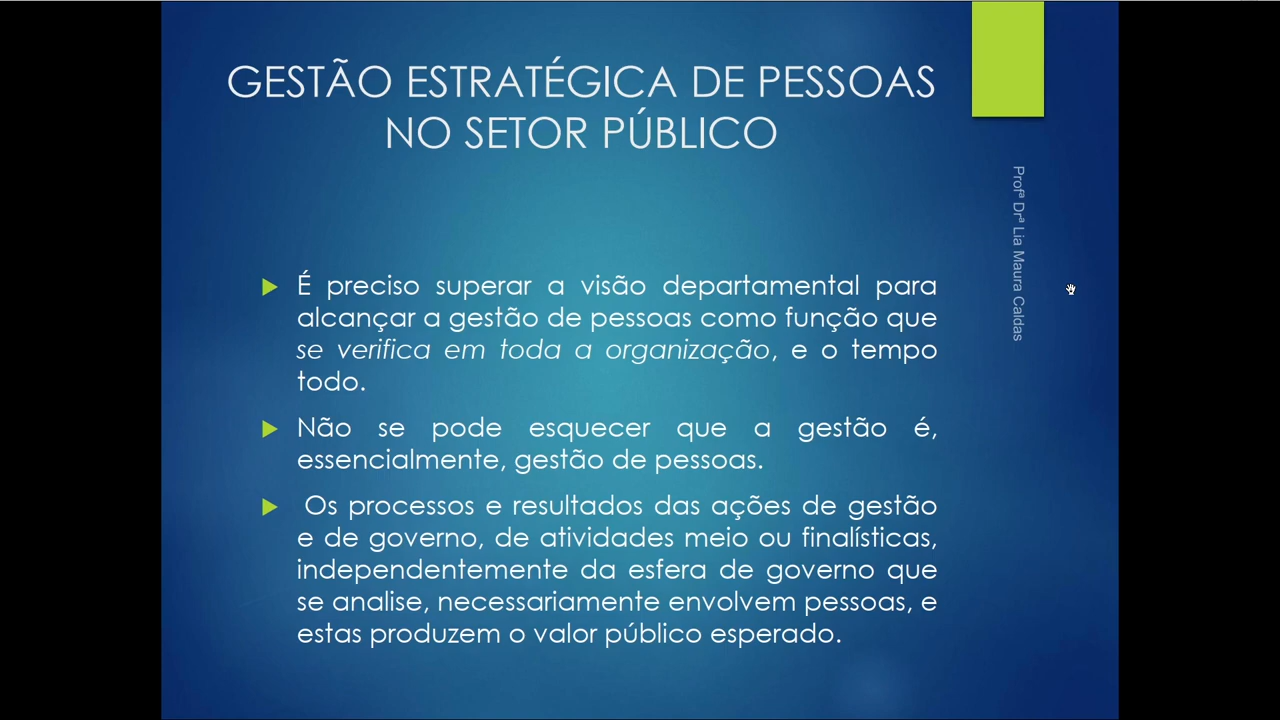 GESTÃO ESTRATÉGICA DE PESSOAS
NO SETOR PÚBLICO
É preciso superar a visão departamental para
alcançar a gestão de pessoas como função que
se verifica em toda a organização, e o tempo
todo.
Não se pode esquecer que a gestão é,
essencialmente, gestão de pessoas.
Os processos e resultados das ações de gestão
e de governo, de atividades meio ou finalísticas,
independentemente da esfera de governo que
se analise, necessariamente envolvem pessoas, e
estas produzem o valor público esperado.
Profª Drª Lia Maura Caldas